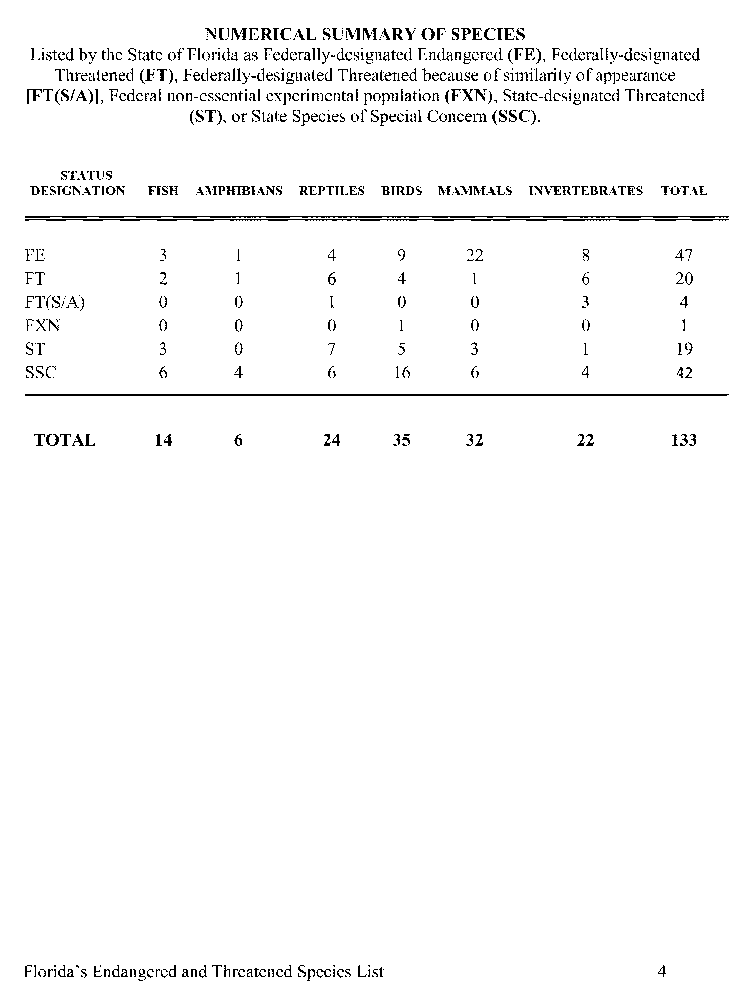 NUMERICAL SUMMARY OF SPECIES
Listed by the State of Florida as Federally-designated Endangered (FE), Federally-designated
Threatened (FT), Federally-designated Threatened because of similarity of appearance
[FT(S/A)], Federal non-essential experimental population (FXN), State-designated Threatened
(ST), or State Species of Special Concern (SSC).
STATUS
DESIGNATION FISH AMPHIBIANS REPTILES BIRDS MAMMALS INVERTEBRATES TOTAL
FE 3 1 4 9 22 8 47
FT 2 1 6 4 1 6 20
FT(S/A) 0 0 1 0 0 3 4
FXN 0 0 0 1 0 0 1
ST 3 0 7 5 3 1 19
SSC 6 4 6 16 6 4 42
TOTAL 14 6 24 35 32 22 133
Florida's Endangered and Threatened Species List 4